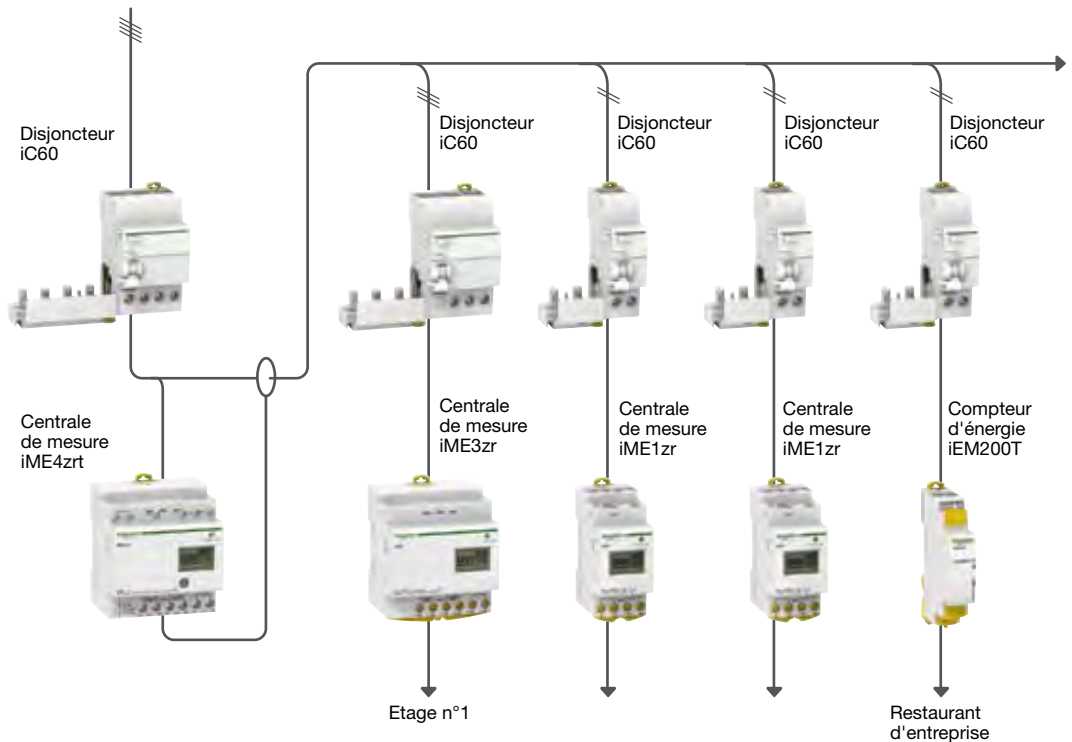 Disjoncteur
iC60
Disjoncteur
iC60
Disjoncteur
iC60
Disjoncteur
iC60
Disjoncteur
iC60
Centrale
de mesure
iME4zrt
Centrale
de mesure
iME3zr
Centrale
de mesure
iME1zr
Centrale
de mesure
iME1zr
Compteur
d'énergie
iEM200T
Etage n°1
Restaurant
d'entreprise